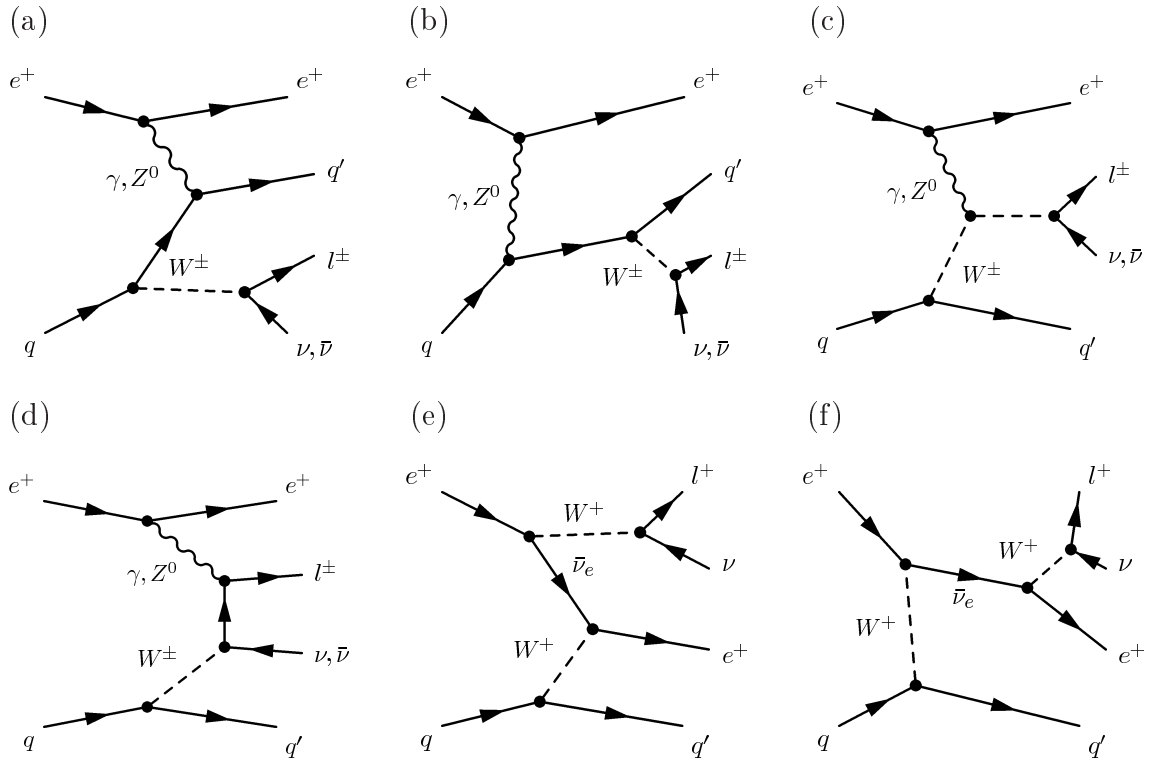 (a)
e⁺
e⁺
γ, Z⁰
q′
W±
l±
q
ν, ν̄
(b)
e⁺
e⁺
q′
γ, Z⁰
l±
W±
q
ν, ν̄
(c)
e⁺
e⁺
l±
γ, Z⁰
ν, ν̄
W±
q
q′
(d)
e⁺
e⁺
γ, Z⁰
l±
W±
ν, ν̄
q
q′
(e)
e⁺
l⁺
W⁺
ν̄ₑ
ν
W⁺
e⁺
q
q′
(f)
e⁺
l⁺
W⁺
ν
ν̄ₑ
W⁺
e⁺
q
q′